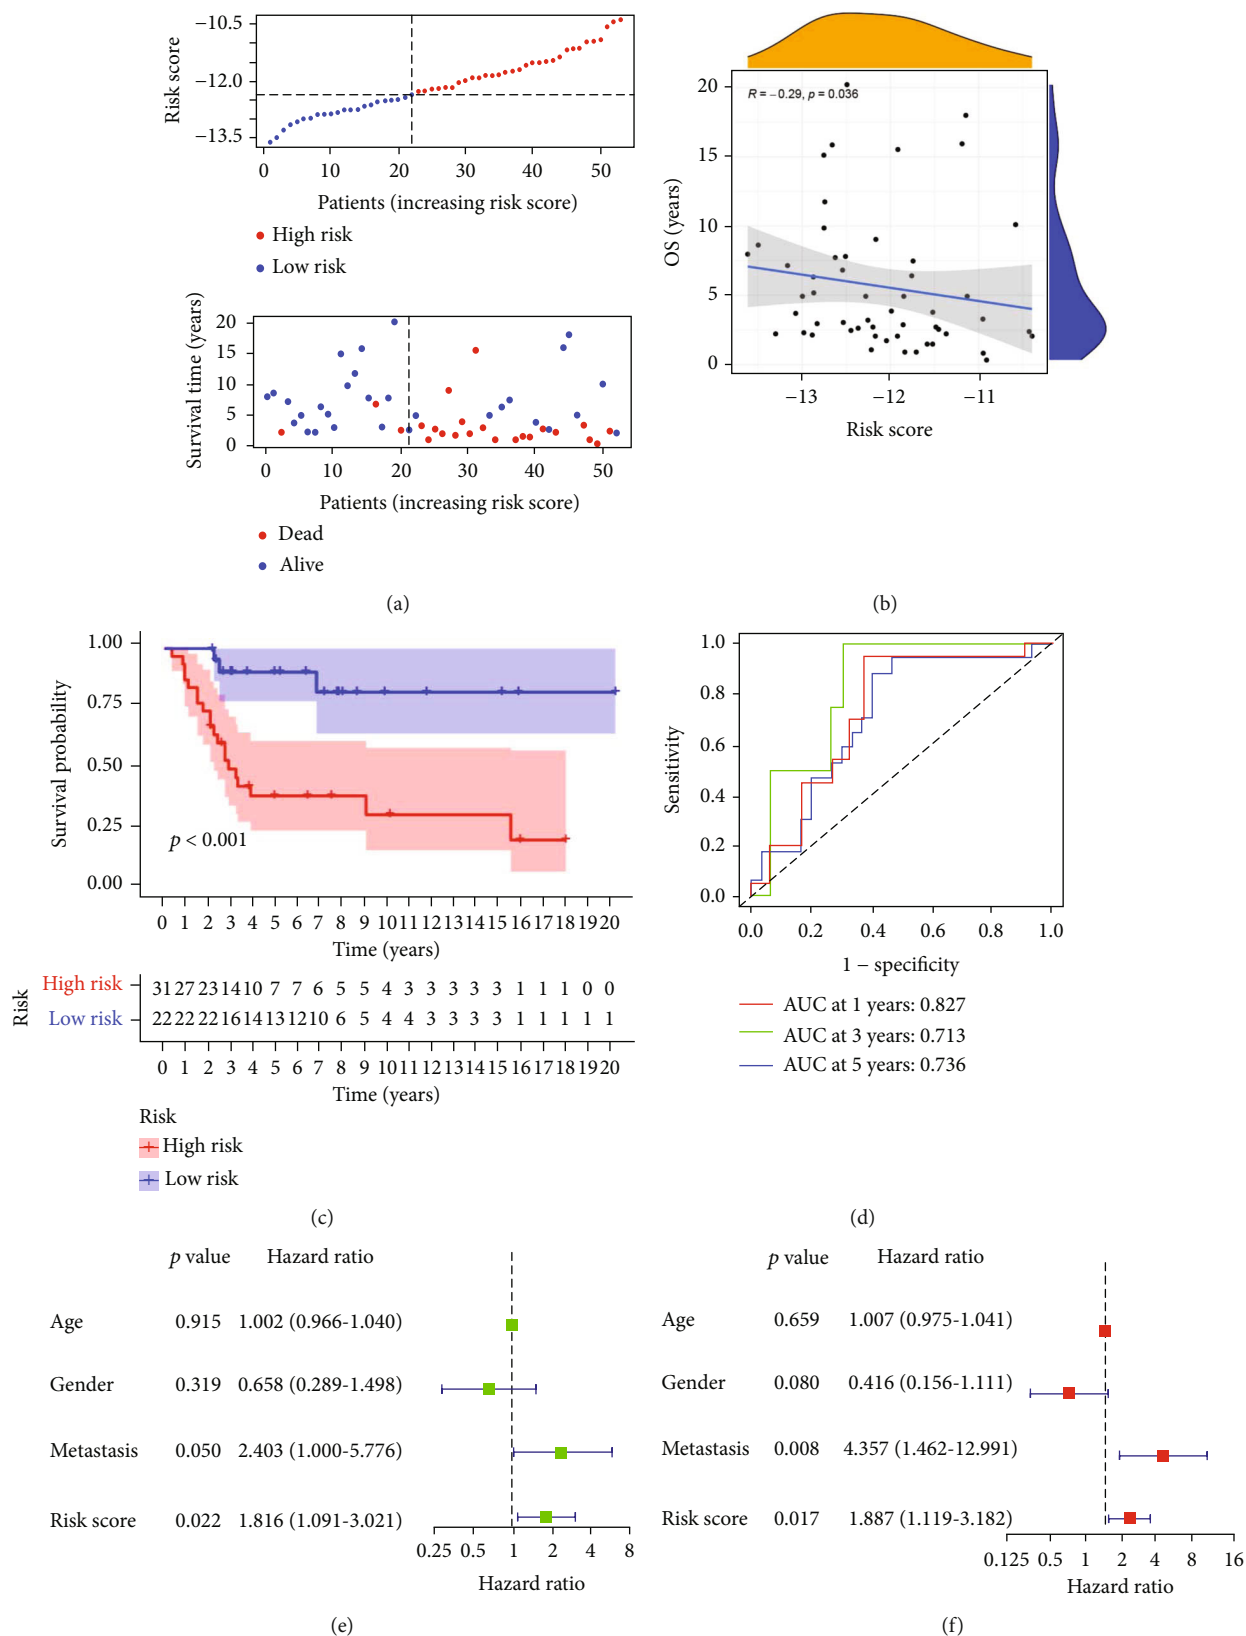 −10.5
−12.0
−13.5
Risk score
0 10 20 30 40 50
Patients (increasing risk score)
High risk
Low risk
20
15
10
5
0
Survival time (years)
0 10 20 30 40 50
Patients (increasing risk score)
Dead
Alive
(a)
R = −0.29, p = 0.036
20
15
10
5
0
OS (years)
−13 −12 −11
Risk score
(b)
1.00
0.75
0.50
0.25
0.00
Survival probability
p < 0.001
0 1 2 3 4 5 6 7 8 9 10 11 12 13 14 15 16 17 18 19 20
Time (years)
Risk
High risk 31 27 23 14 10 7 7 6 5 5 4 3 3 3 3 3 1 1 1 0 0
Low risk 22 22 22 16 14 13 12 10 6 5 4 4 3 3 3 3 1 1 1 1 1
0 1 2 3 4 5 6 7 8 9 10 11 12 13 14 15 16 17 18 19 20
Time (years)
Risk
High risk
Low risk
(c)
1.0
0.8
0.6
0.4
0.2
0.0
Sensitivity
0.0 0.2 0.4 0.6 0.8 1.0
1 − specificity
AUC at 1 years: 0.827
AUC at 3 years: 0.713
AUC at 5 years: 0.736
(d)
p value Hazard ratio
Age 0.915 1.002 (0.966-1.040)
Gender 0.319 0.658 (0.289-1.498)
Metastasis 0.050 2.403 (1.000-5.776)
Risk score 0.022 1.816 (1.091-3.021)
0.25 0.5 1 2 4 8
Hazard ratio
(e)
p value Hazard ratio
Age 0.659 1.007 (0.975-1.041)
Gender 0.080 0.416 (0.156-1.111)
Metastasis 0.008 4.357 (1.462-12.991)
Risk score 0.017 1.887 (1.119-3.182)
0.125 0.5 1 2 4 8 16
Hazard ratio
(f)